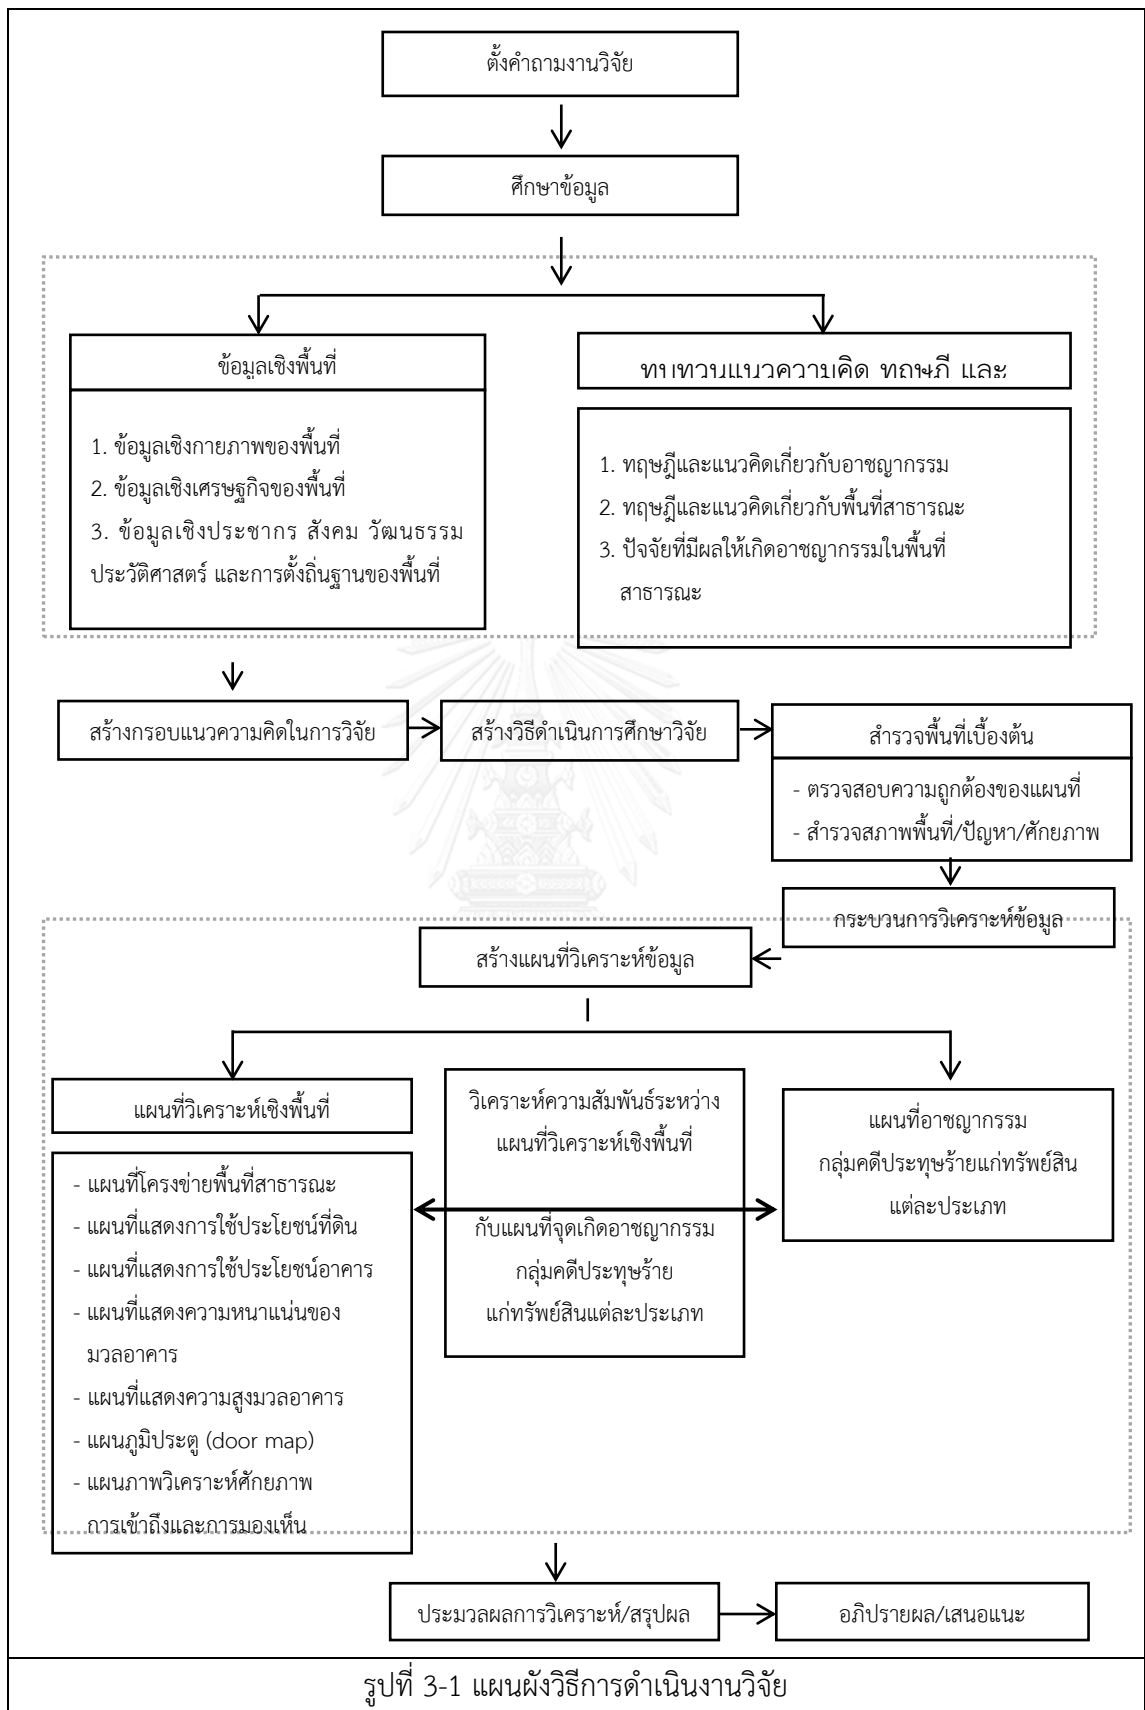 ตั้งคำถามงานวิจัย
ศึกษาข้อมูล
ข้อมูลเชิงพื้นที่
1. ข้อมูลเชิงกายภาพของพื้นที่
2. ข้อมูลเชิงเศรษฐกิจของพื้นที่
3. ข้อมูลเชิงประชากร สังคม วัฒนธรรม
ประวัติศาสตร์ และการตั้งถิ่นฐานของพื้นที่
ทบทวนแนวความคิด ทฤษฎี และ
1. ทฤษฎีและแนวคิดเกี่ยวกับอาชญากรรม
2. ทฤษฎีและแนวคิดเกี่ยวกับพื้นที่สาธารณะ
3. ปัจจัยที่มีผลให้เกิดอาชญากรรมในพื้นที่
สาธารณะ
สร้างกรอบแนวความคิดในการวิจัย
สร้างวิธีดำเนินการศึกษาวิจัย
สำรวจพื้นที่เบื้องต้น
- ตรวจสอบความถูกต้องของแผนที่
- สำรวจสภาพพื้นที่/ปัญหา/ศักยภาพ
กระบวนการวิเคราะห์ข้อมูล
สร้างแผนที่วิเคราะห์ข้อมูล
แผนที่วิเคราะห์เชิงพื้นที่
- แผนที่โครงข่ายพื้นที่สาธารณะ
- แผนที่แสดงการใช้ประโยชน์ที่ดิน
- แผนที่แสดงการใช้ประโยชน์อาคาร
- แผนที่แสดงความหนาแน่นของ
มวลอาคาร
- แผนที่แสดงความสูงมวลอาคาร
- แผนภูมิประตู (door map)
- แผนภาพวิเคราะห์ศักยภาพ
การเข้าถึงและการมองเห็น
วิเคราะห์ความสัมพันธ์ระหว่าง
แผนที่วิเคราะห์เชิงพื้นที่
กับแผนที่จุดเกิดอาชญากรรม
กลุ่มคดีประทุษร้าย
แก่ทรัพย์สินแต่ละประเภท
แผนที่อาชญากรรม
กลุ่มคดีประทุษร้ายแก่ทรัพย์สิน
แต่ละประเภท
ประมวลผลการวิเคราะห์/สรุปผล
อภิปรายผล/เสนอแนะ
รูปที่ 3-1 แผนผังวิธีการดำเนินงานวิจัย